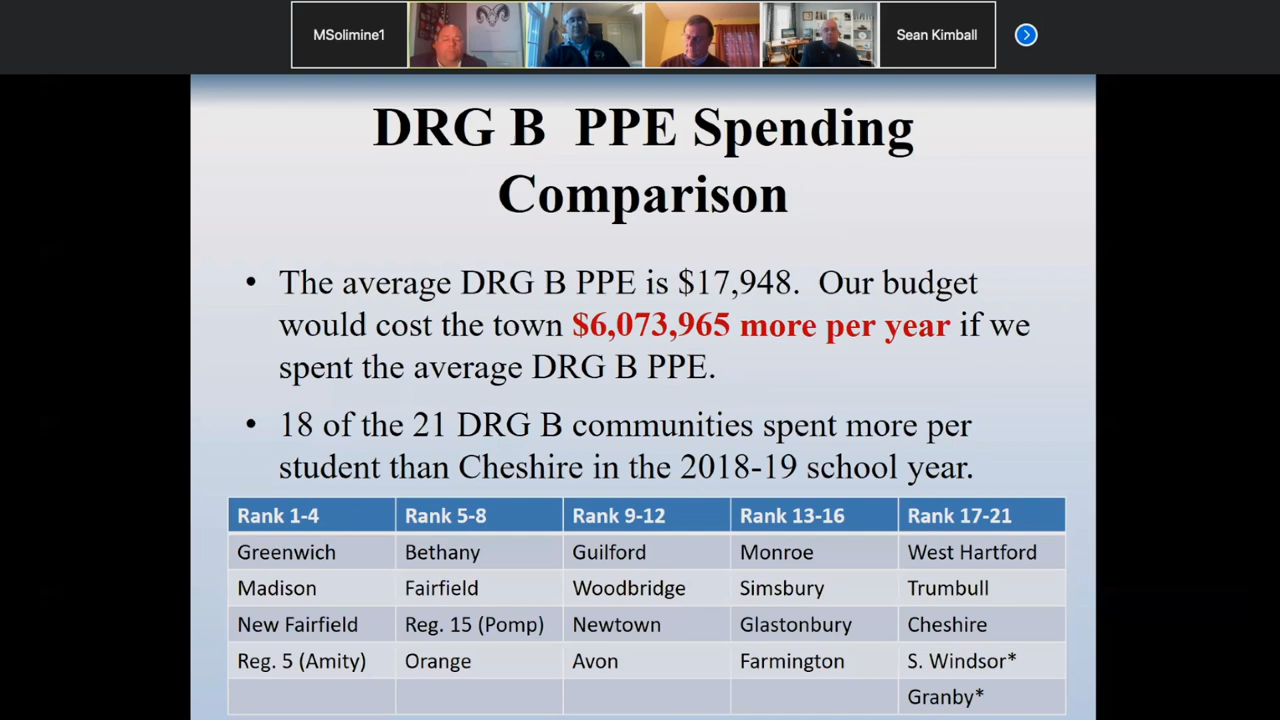 MSolimine1
Sean Kimball
DRG B PPE Spending
Comparison
• The average DRG B PPE is $17,948. Our budget
would cost the town $6,073,965 more per year if we
spent the average DRG B PPE.
• 18 of the 21 DRG B communities spent more per
student than Cheshire in the 2018-19 school year.
Rank 1-4 Rank 5-8 Rank 9-12 Rank 13-16 Rank 17-21
Greenwich Bethany Guilford Monroe West Hartford
Madison Fairfield Woodbridge Simsbury Trumbull
New Fairfield Reg. 15 (Pomp) Newtown Glastonbury Cheshire
Reg. 5 (Amity) Orange Avon Farmington S. Windsor*
Granby*